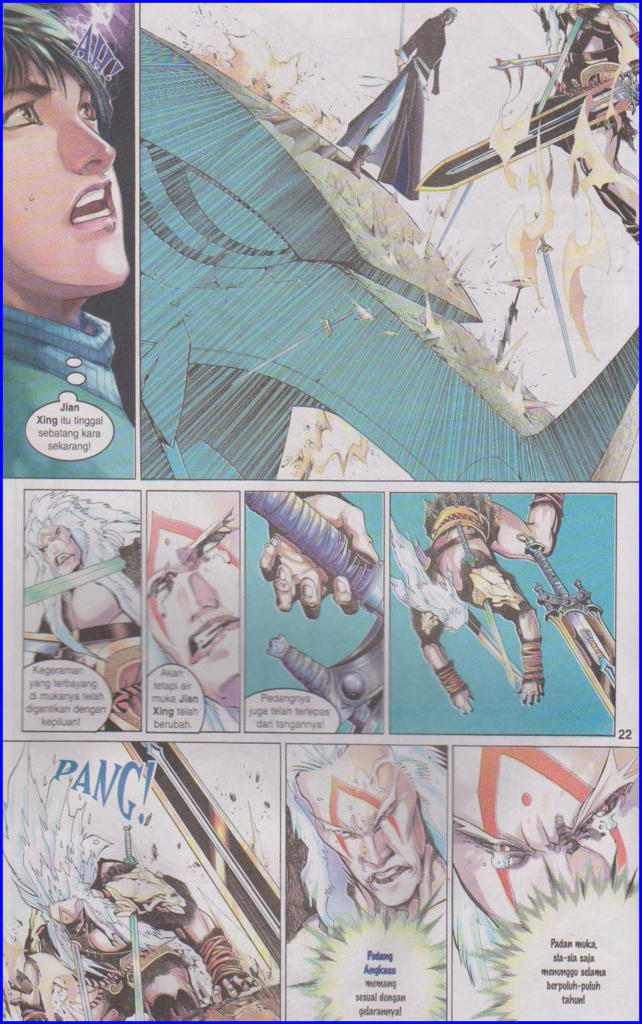 AH!
Jian
Xing itu tinggal
sebatang kara
sekarang!
Kegeraman
yang terbayang
di mukanya telah
digantikan dengan
kepiluan!
Akan
tetapi air
muka Jian
Xing telah
berubah.
Pedangnya
juga telah terlepas
dari tangannya!
22
PANG!
Pedang
Angkasa
memang
sesuai dengan
gelarannya!
Padan muka,
sia-sia saja
menunggu selama
berpuluh-puluh
tahun!